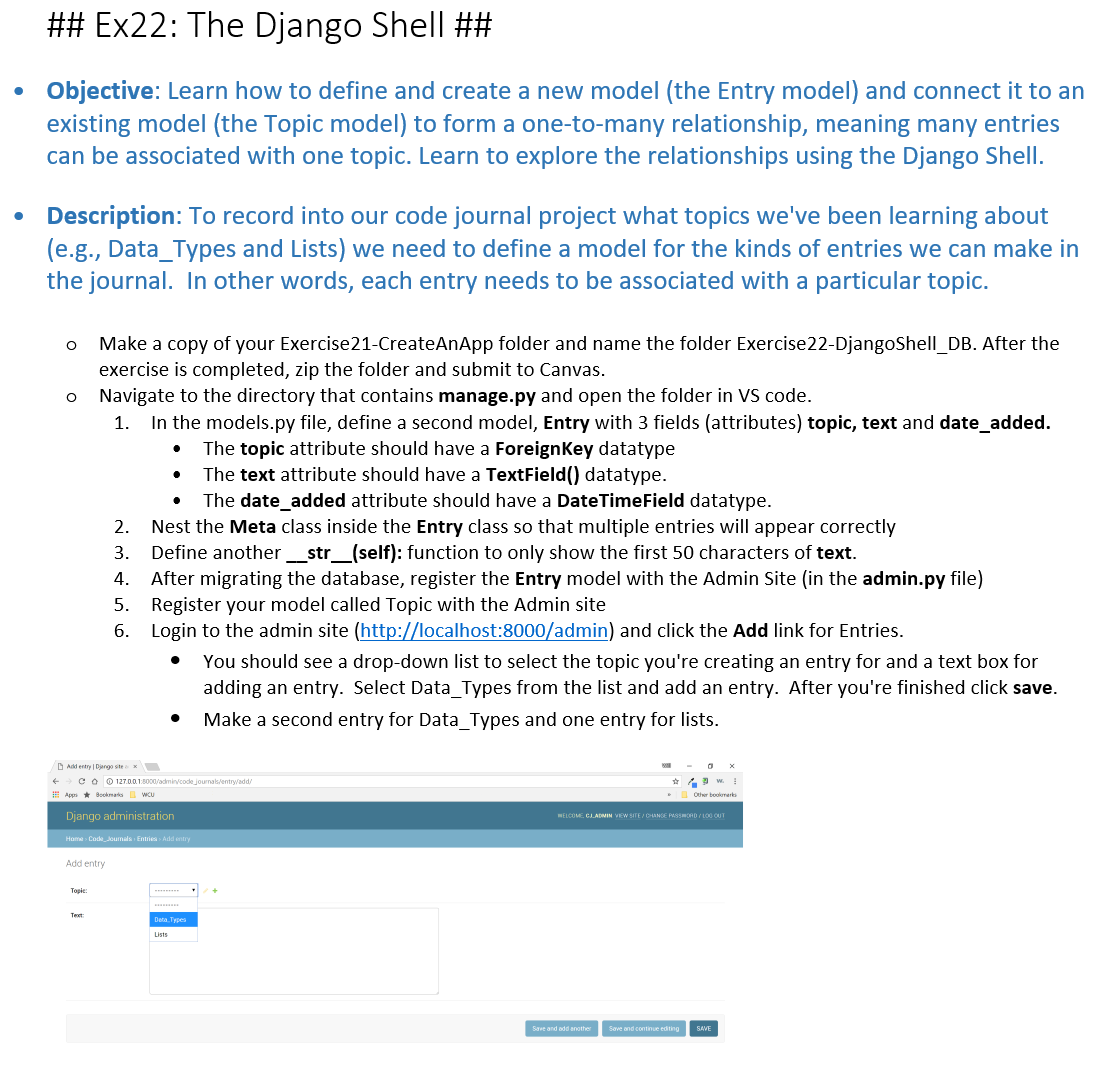 ## Ex22: The Django Shell ##
• Objective: Learn how to define and create a new model (the Entry model) and connect it to an
existing model (the Topic model) to form a one-to-many relationship, meaning many entries
can be associated with one topic. Learn to explore the relationships using the Django Shell.
• Description: To record into our code journal project what topics we've been learning about
(e.g., Data_Types and Lists) we need to define a model for the kinds of entries we can make in
the journal.  In other words, each entry needs to be associated with a particular topic.
o Make a copy of your Exercise21-CreateAnApp folder and name the folder Exercise22-DjangoShell_DB. After the
exercise is completed, zip the folder and submit to Canvas.
o Navigate to the directory that contains manage.py and open the folder in VS code.
1. In the models.py file, define a second model, Entry with 3 fields (attributes) topic, text and date_added.
• The topic attribute should have a ForeignKey datatype
• The text attribute should have a TextField() datatype.
• The date_added attribute should have a DateTimeField datatype.
2. Nest the Meta class inside the Entry class so that multiple entries will appear correctly
3. Define another __str__(self): function to only show the first 50 characters of text.
4. After migrating the database, register the Entry model with the Admin Site (in the admin.py file)
5. Register your model called Topic with the Admin site
6. Login to the admin site (http://localhost:8000/admin) and click the Add link for Entries.
• You should see a drop-down list to select the topic you're creating an entry for and a text box for
adding an entry.  Select Data_Types from the list and add an entry.  After you're finished click save.
• Make a second entry for Data_Types and one entry for lists.
Add entry | Django site
127.0.0.1:8000/admin/code_journals/entry/add/
Apps Bookmarks WCU » Other bookmarks
Django administration WELCOME, CJ_ADMIN. VIEW SITE / CHANGE PASSWORD / LOG OUT
Home › Code_Journals › Entries › Add entry
Add entry
Topic: ---------
---------
Text: Data_Types
Lists
Save and add another Save and continue editing SAVE